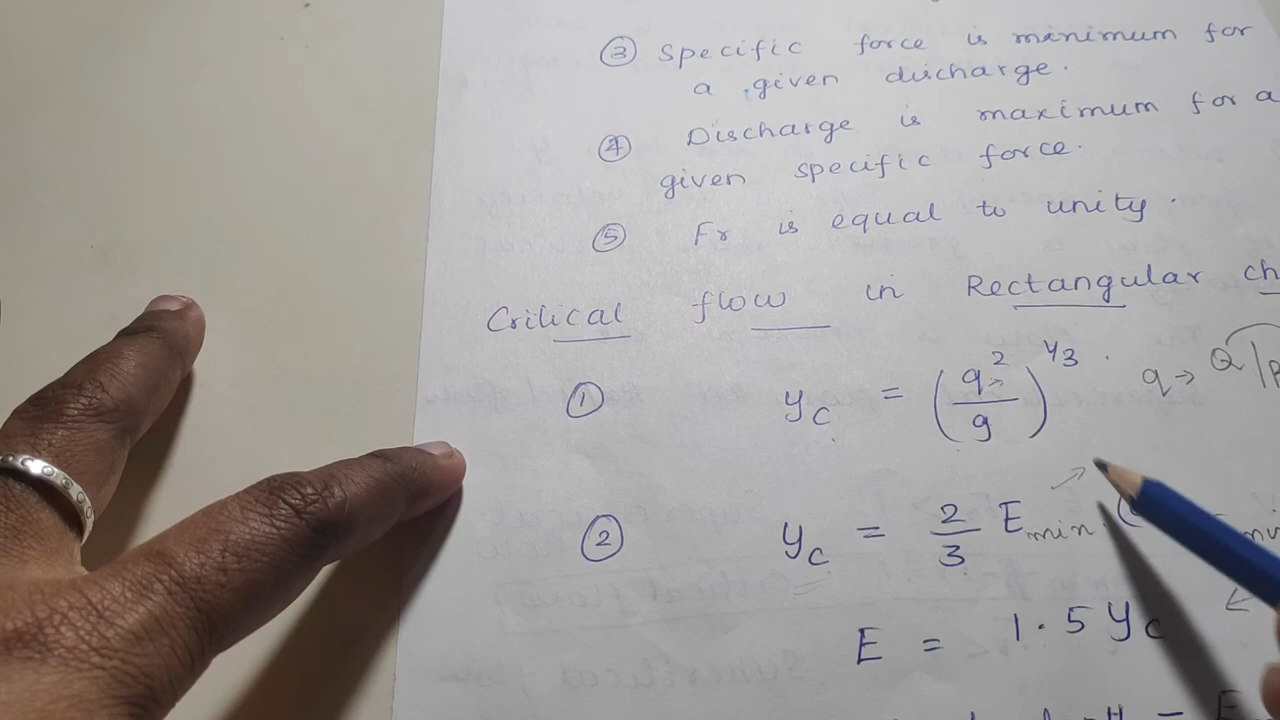 ③ Specific force is minimum for
a given discharge.
④ Discharge is maximum for a
given specific force.
⑤ Fr is equal to unity.
Critical flow in Rectangular ch
① yc = (q²/g)^1/3 . q → Q/B
② yc = 2/3 Emin.
E = 1.5 yc